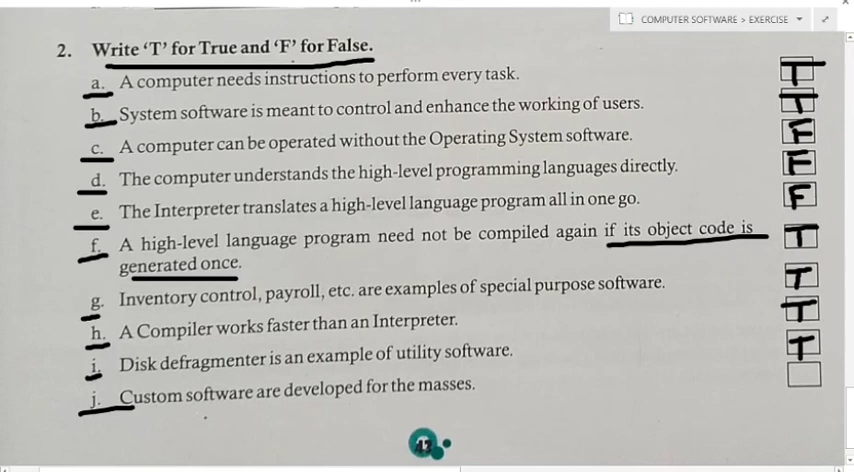 COMPUTER SOFTWARE > EXERCISE
2. Write ‘T’ for True and ‘F’ for False.
a. A computer needs instructions to perform every task. T
b. System software is meant to control and enhance the working of users. T
c. A computer can be operated without the Operating System software. F
d. The computer understands the high-level programming languages directly. F
e. The Interpreter translates a high-level language program all in one go. F
f. A high-level language program need not be compiled again if its object code is T
generated once.
g. Inventory control, payroll, etc. are examples of special purpose software. T
h. A Compiler works faster than an Interpreter. T
i. Disk defragmenter is an example of utility software. T
j. Custom software are developed for the masses.
43